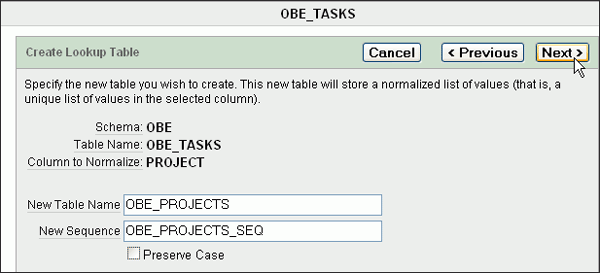 OBE_TASKS
Create Lookup Table
Cancel
< Previous
Next >
Specify the new table you wish to create. This new table will store a normalized list of values (that is, a
unique list of values in the selected column).
Schema: OBE
Table Name: OBE_TASKS
Column to Normalize: PROJECT
New Table Name OBE_PROJECTS
New Sequence OBE_PROJECTS_SEQ
Preserve Case